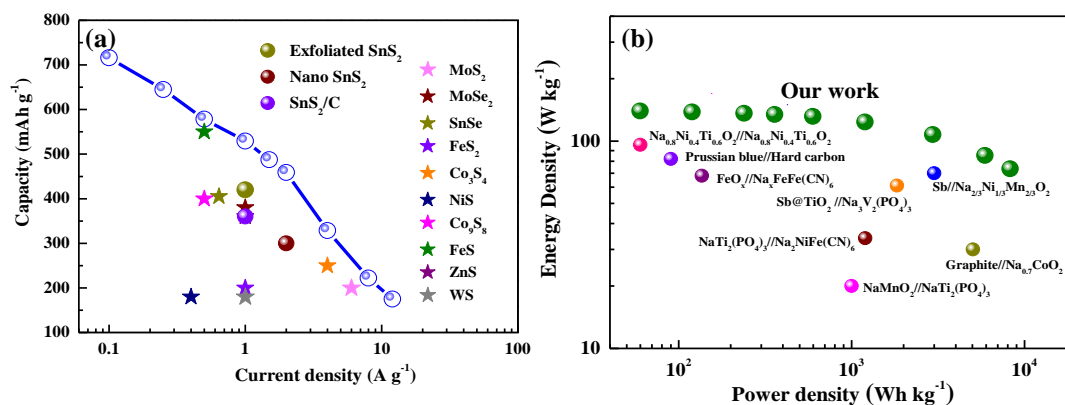 (a)
800
700
600
500
400
300
200
100
Capacity (mAh g⁻¹)
0.1
1
10
100
Current density (A g⁻¹)
Exfoliated SnS₂
Nano SnS₂
SnS₂/C
MoS₂
MoSe₂
SnSe
FeS₂
Co₃S₄
NiS
Co₉S₈
FeS
ZnS
WS
(b)
100
10
Energy Density (W kg⁻¹)
10²
10³
10⁴
Power density (Wh kg⁻¹)
Our work
Na₀.₈Ni₀.₄Ti₀.₆O₂//Na₀.₈Ni₀.₄Ti₀.₆O₂
Prussian blue//Hard carbon
FeOₓ//NaₓFeFe(CN)₆
Sb//Na₂/₃Ni₁/₃Mn₂/₃O₂
Sb@TiO₂//Na₃V₂(PO₄)₃
NaTi₂(PO₄)₃//Na₂NiFe(CN)₆
Graphite//Na₀.₇CoO₂
NaMnO₂//NaTi₂(PO₄)₃